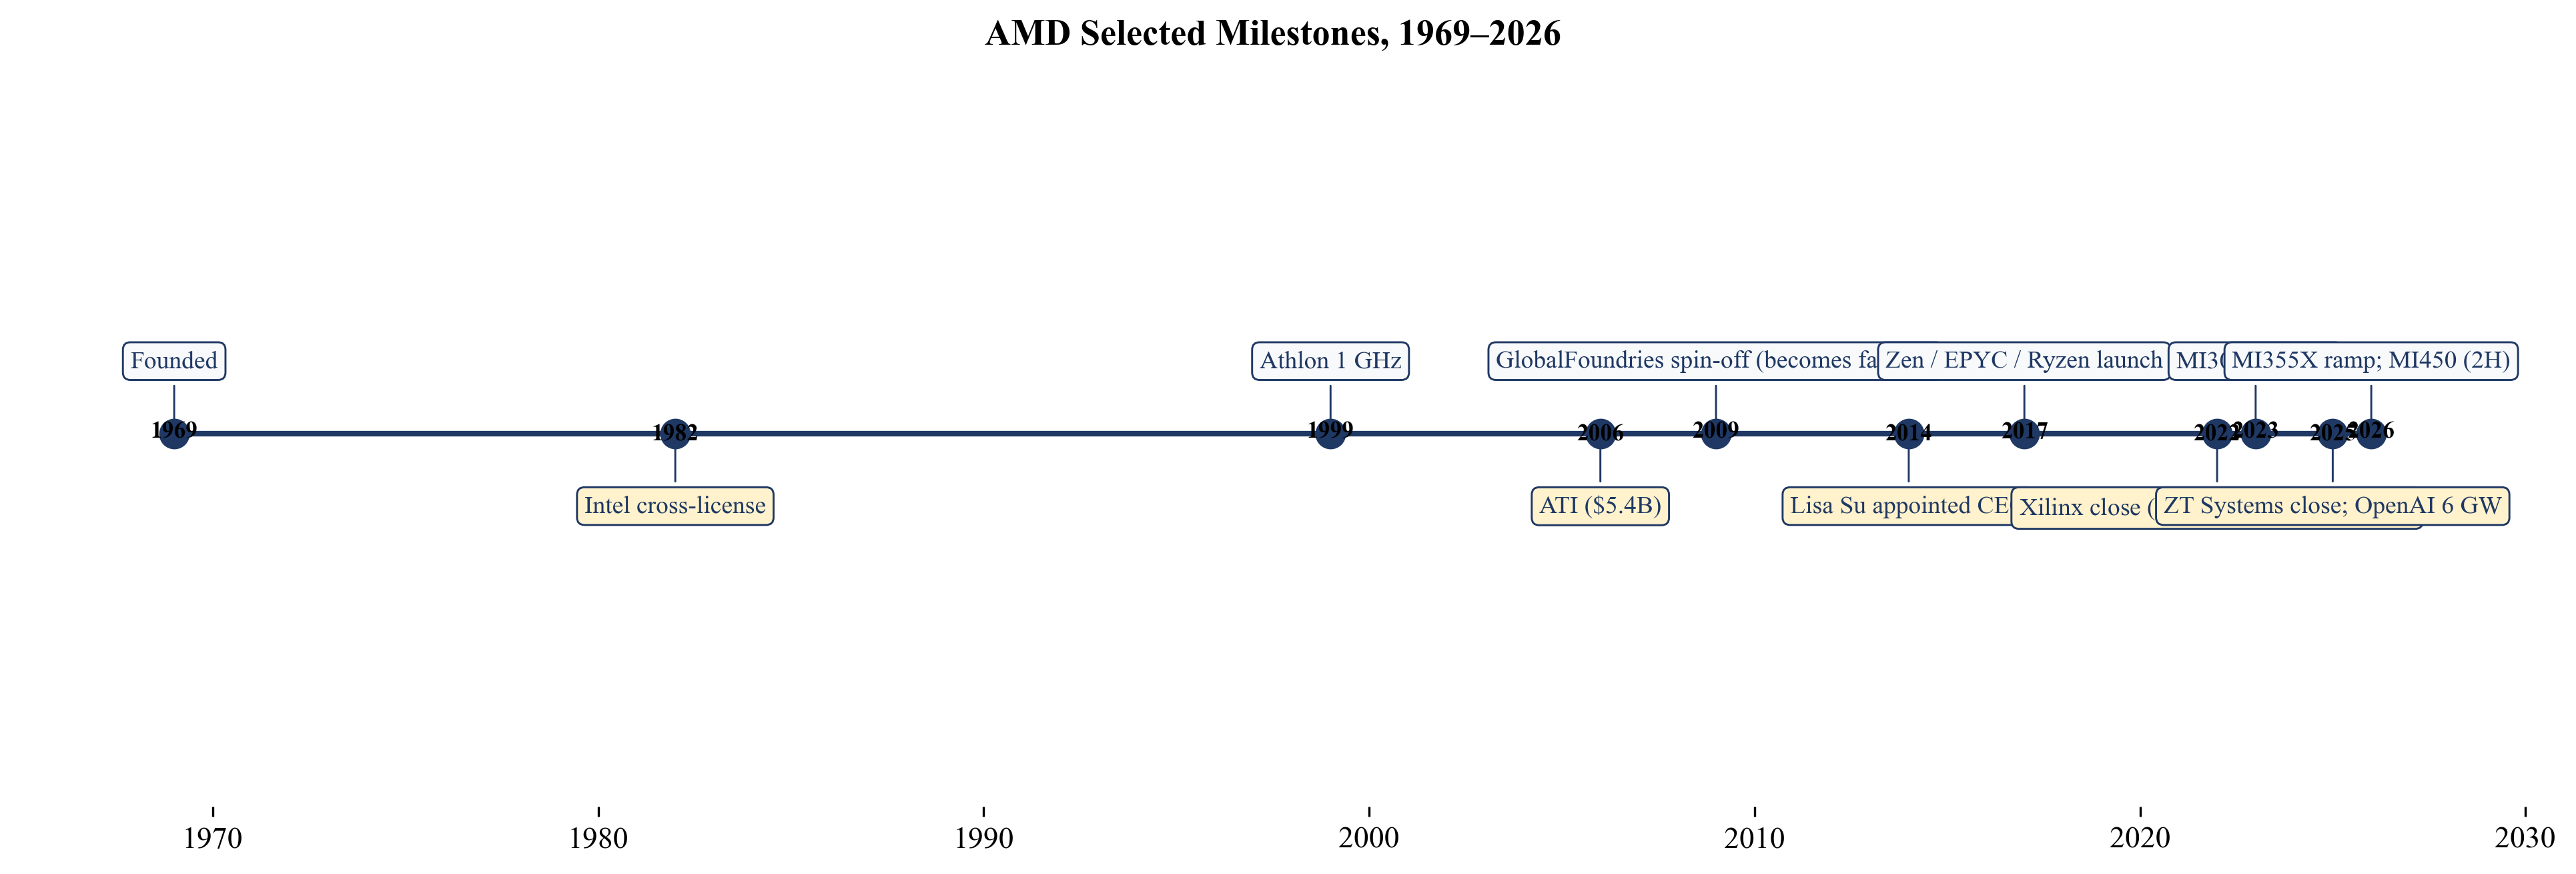 AMD Selected Milestones, 1969–2026
Founded
Athlon 1 GHz
GlobalFoundries spin-off (becomes
Zen / EPYC / Ryzen launch
MI355X ramp; MI450 (2H)
1969
1982
1999
2006
2009
2014
2017
2022
2023
2025
2026
Intel cross-license
ATI ($5.4B)
Lisa Su appointed
Xilinx close (
ZT Systems close; OpenAI 6 GW
1970
1980
1990
2000
2010
2020
2030